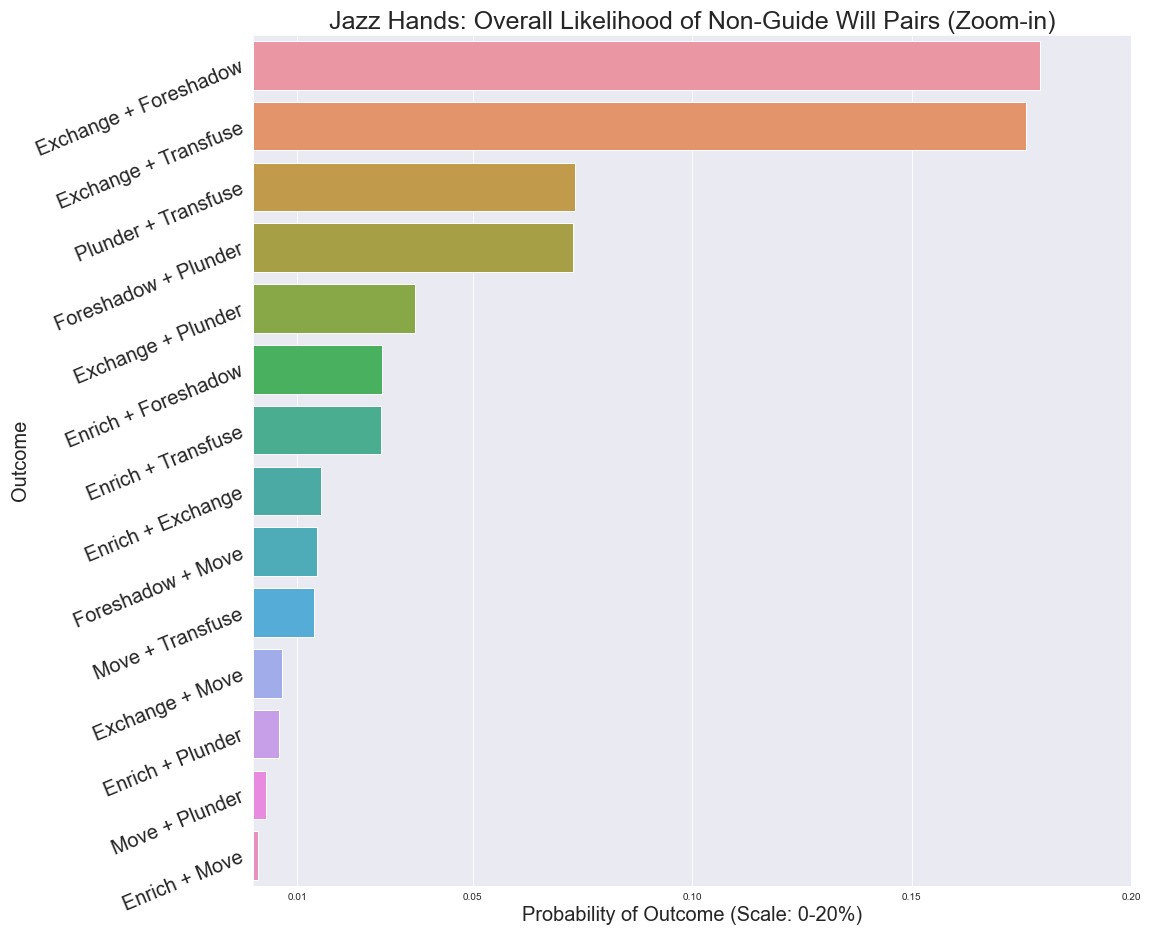 Jazz Hands: Overall Likelihood of Non-Guide Will Pairs (Zoom-in)
Outcome
Exchange + Foreshadow
Exchange + Transfuse
Plunder + Transfuse
Foreshadow + Plunder
Exchange + Plunder
Enrich + Foreshadow
Enrich + Transfuse
Enrich + Exchange
Foreshadow + Move
Move + Transfuse
Exchange + Move
Enrich + Plunder
Move + Plunder
Enrich + Move
0.01 0.05 0.10 0.15 0.20
Probability of Outcome (Scale: 0-20%)